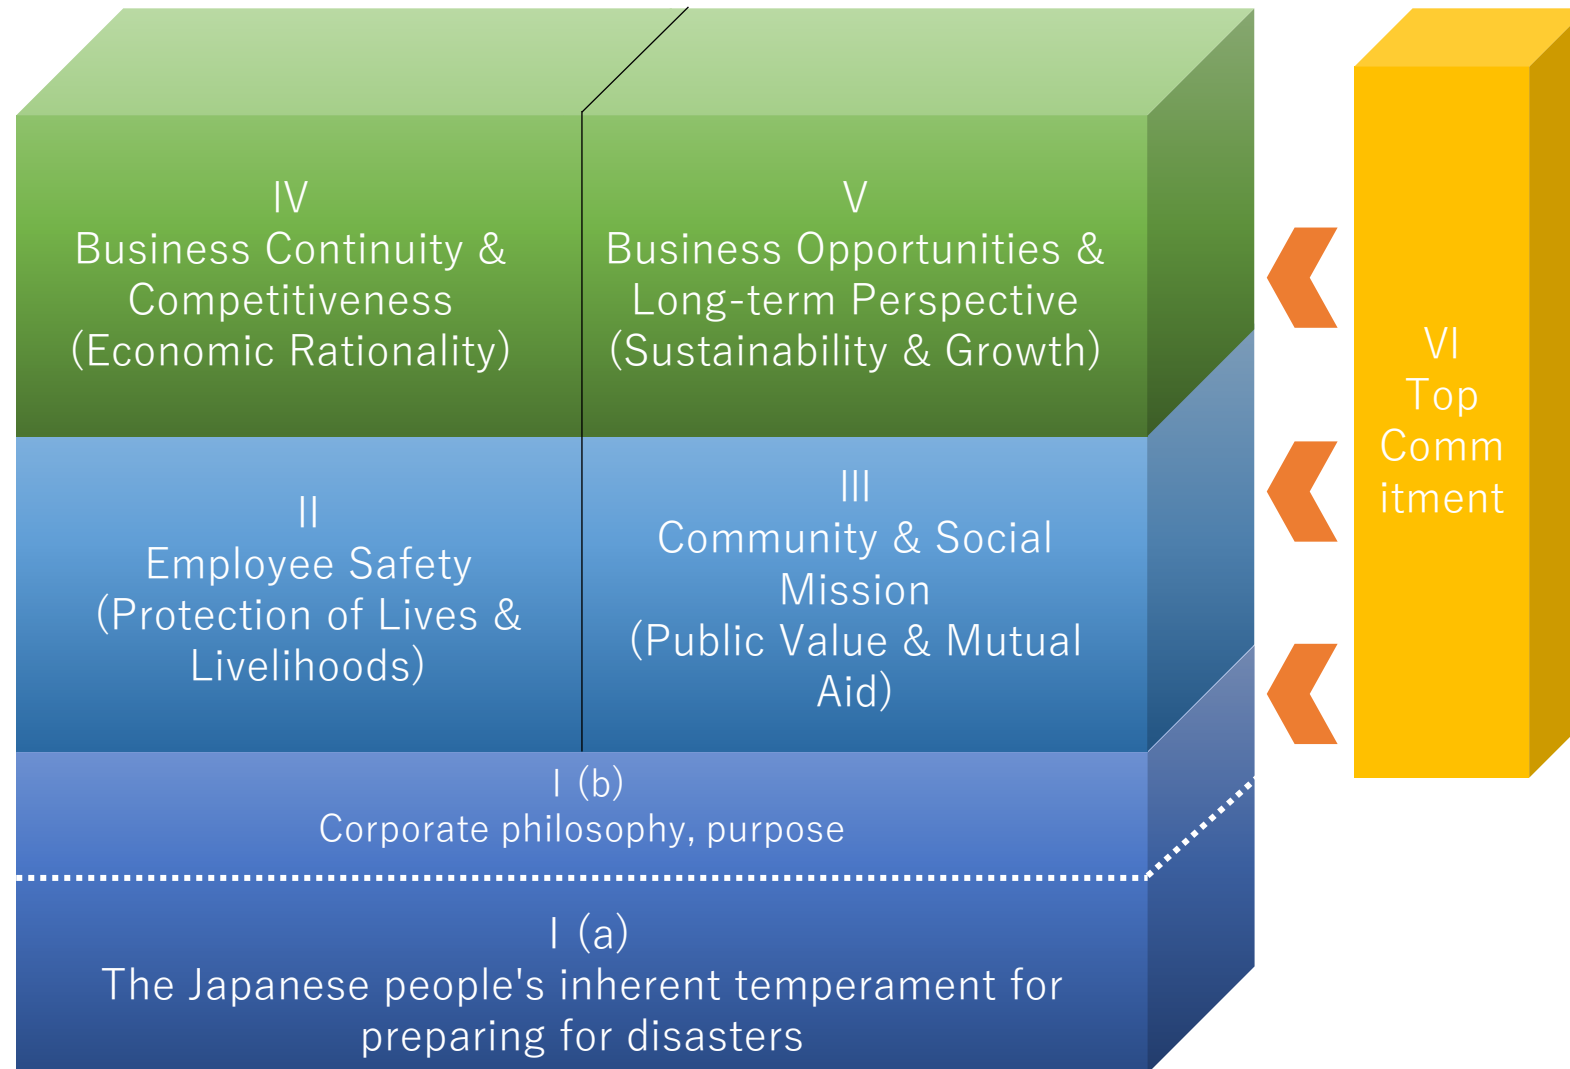 IV
Business Continuity &
Competitiveness
(Economic Rationality)
V
Business Opportunities &
Long-term Perspective
(Sustainability & Growth)
II
Employee Safety
(Protection of Lives &
Livelihoods)
III
Community & Social
Mission
(Public Value & Mutual
Aid)
I (b)
Corporate philosophy, purpose
I (a)
The Japanese people's inherent temperament for
preparing for disasters
VI
Top
Comm
itment